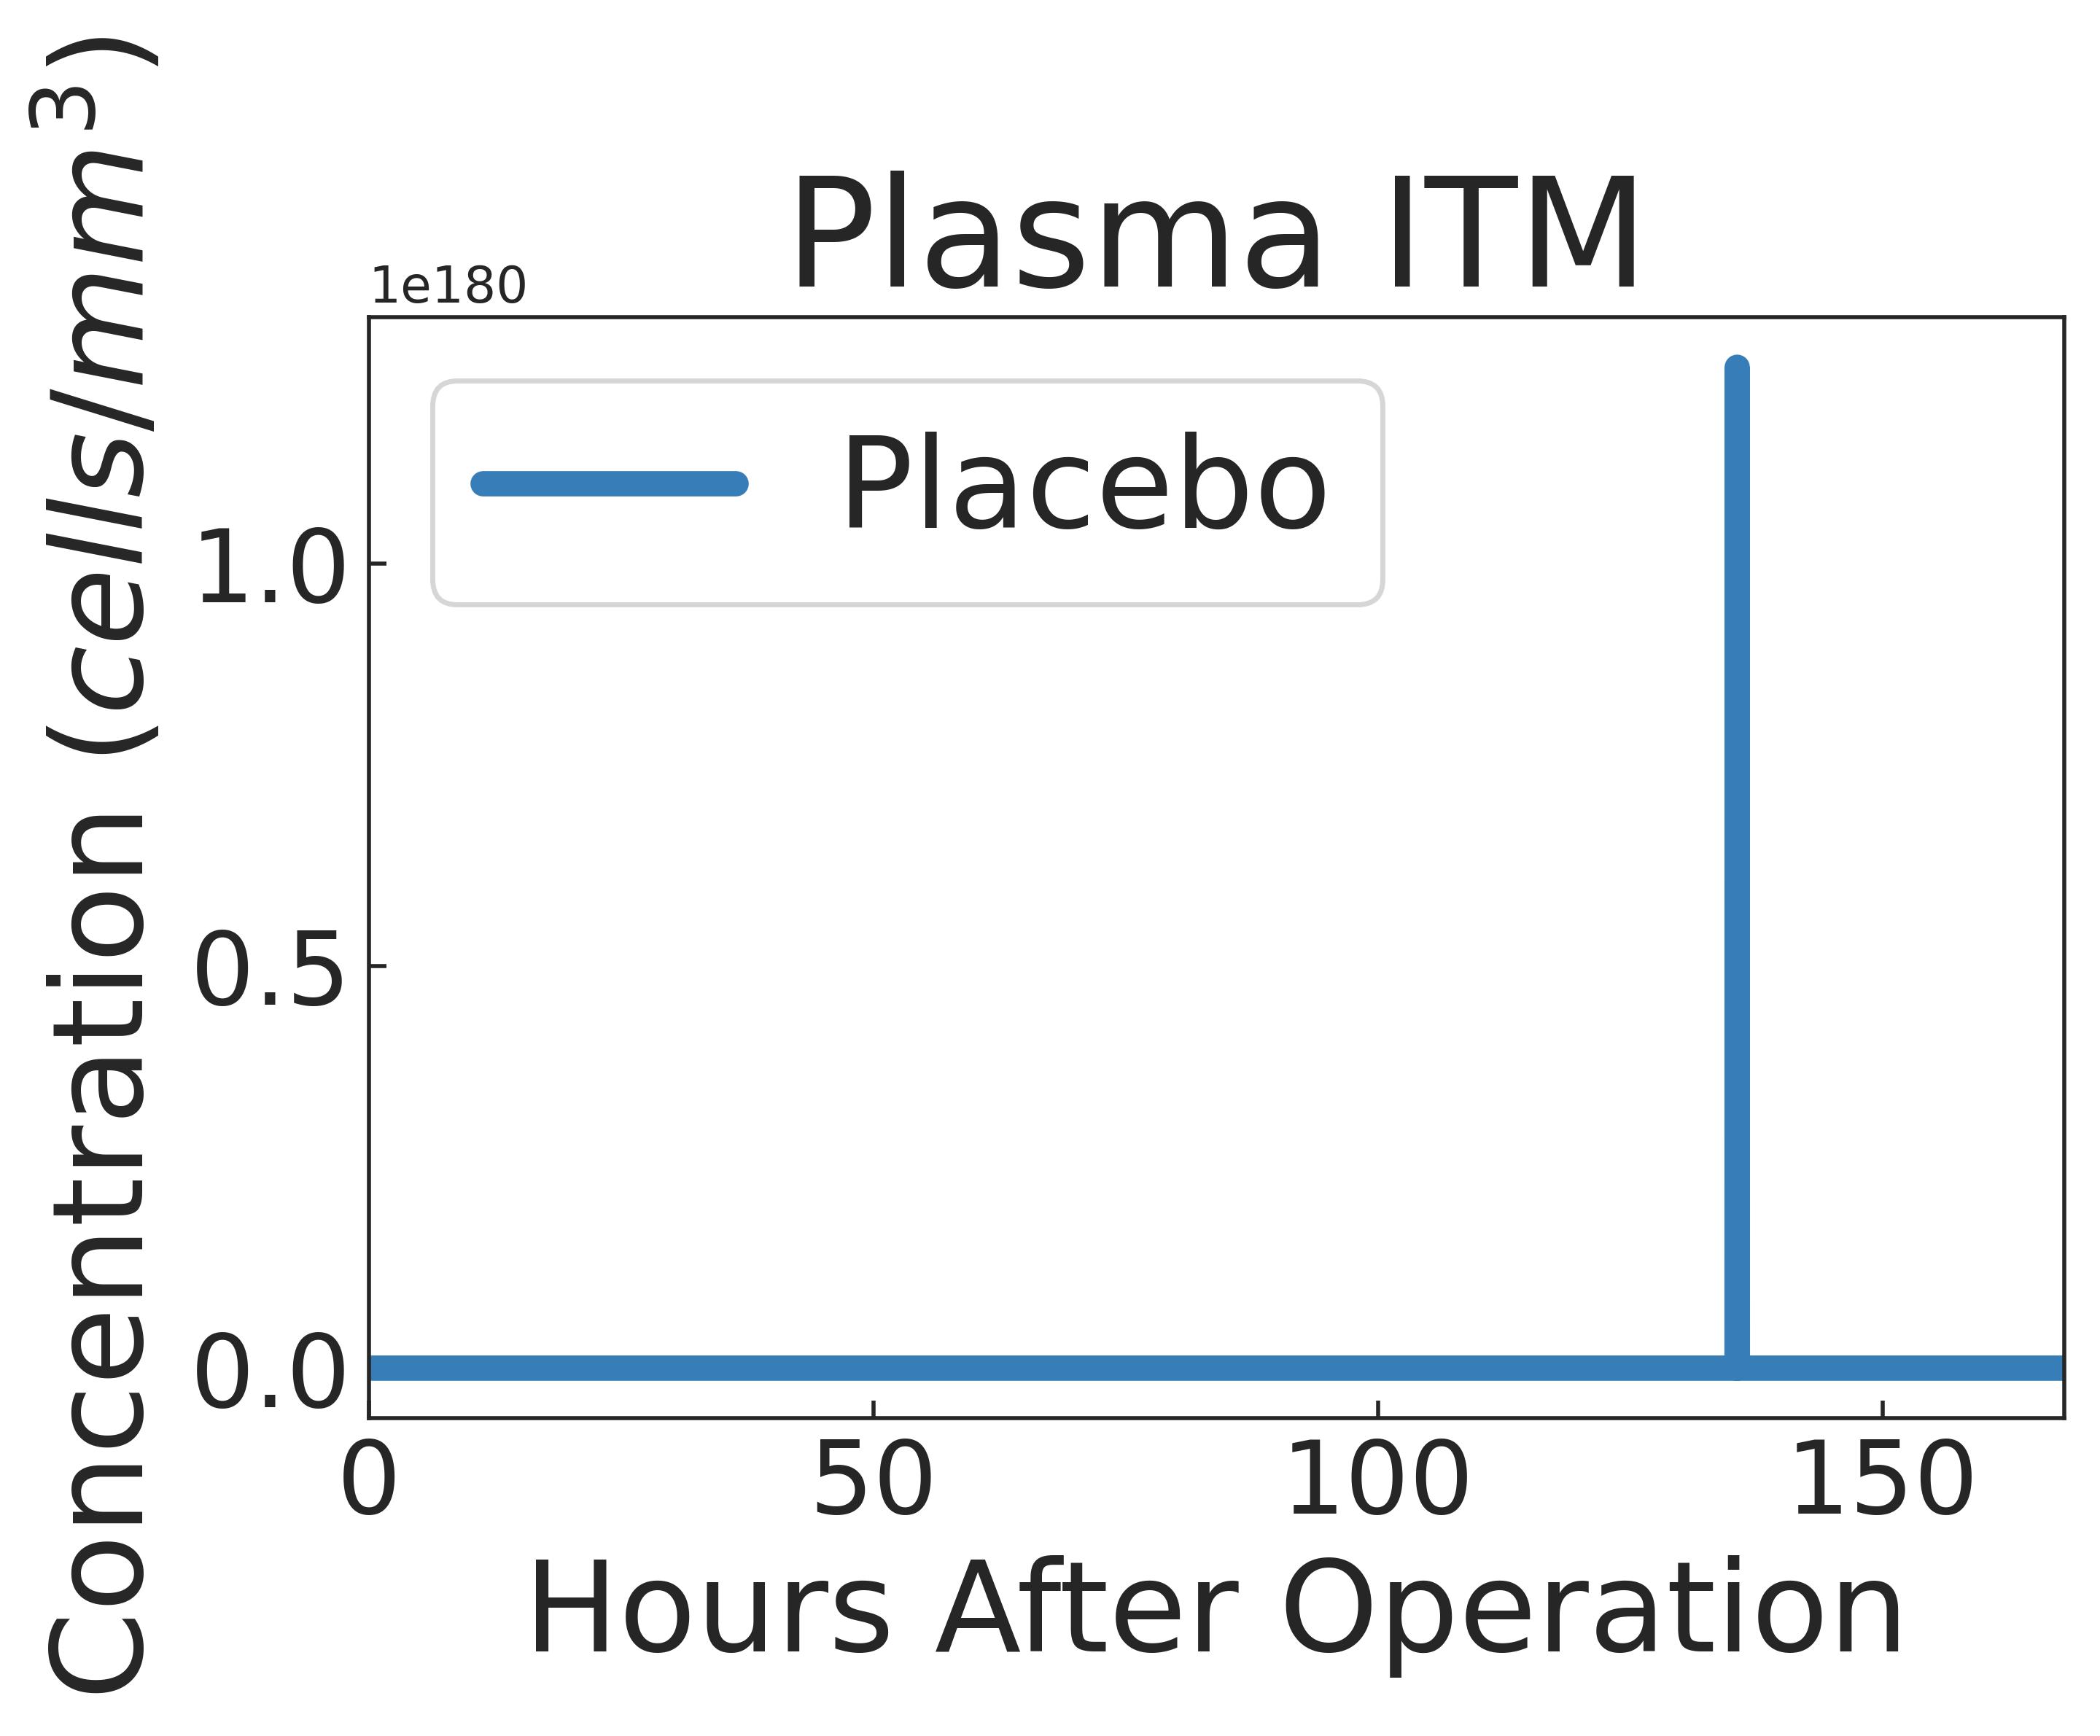 Plasma ITM
1e180
Concentration (cells/mm³)
Placebo
1.0
0.5
0.0
0 50 100 150
Hours After Operation